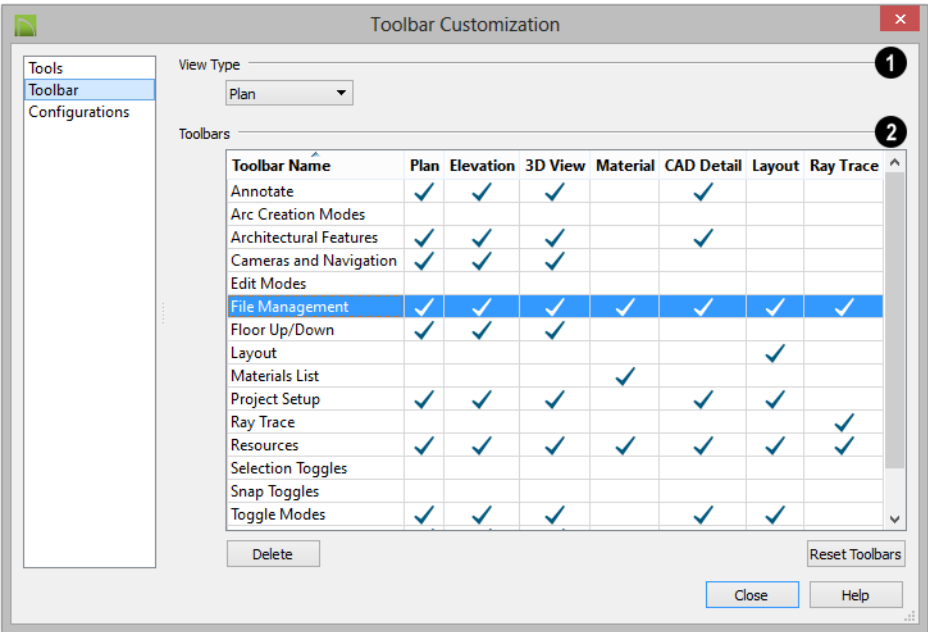 Toolbar Customization
Tools
Toolbar
Configurations
View Type
1
Plan
Toolbars
2
Toolbar Name Plan Elevation 3D View Material CAD Detail Layout Ray Trace
Annotate
Arc Creation Modes
Architectural Features
Cameras and Navigation
Edit Modes
File Management
Floor Up/Down
Layout
Materials List
Project Setup
Ray Trace
Resources
Selection Toggles
Snap Toggles
Toggle Modes
Delete
Reset Toolbars
Close
Help